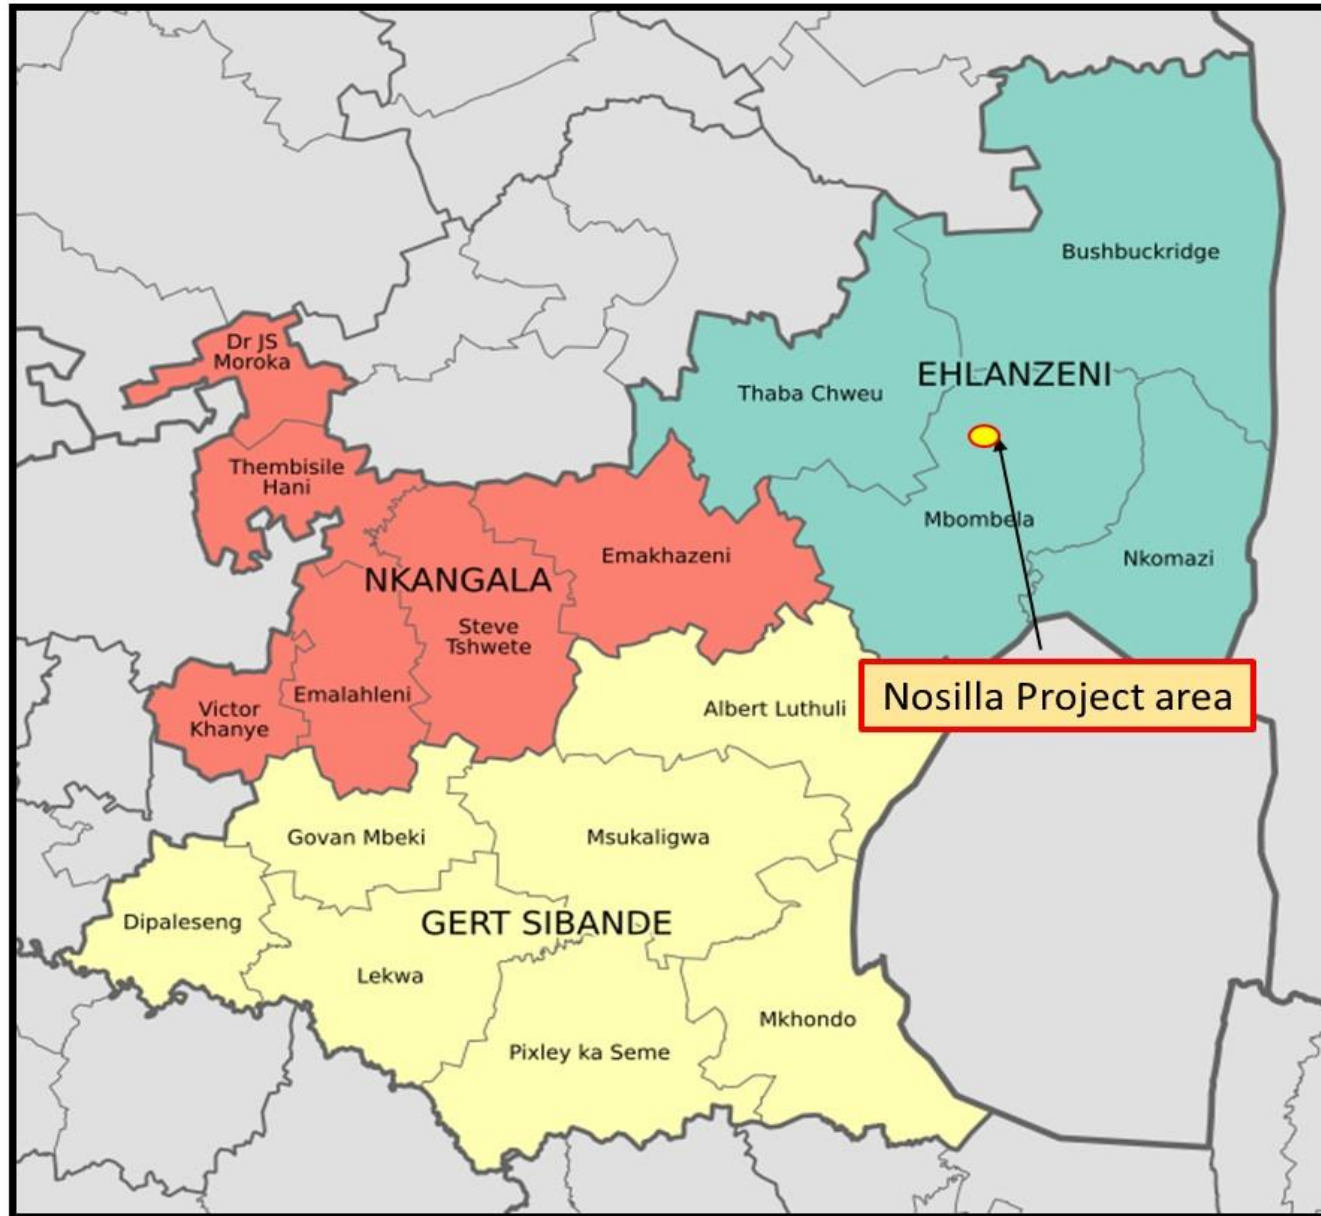 Bushbuckridge
Dr JS
Moroka
EHLANZENI
Thaba Chweu
Thembisile
Hani
Mbombela
Emakhazeni
Nkomazi
NKANGALA
Steve
Tshwete
Emalahleni
Victor
Khanye
Albert Luthuli
Nosilla Project area
Govan Mbeki
Msukaligwa
Dipaleseng
GERT SIBANDE
Lekwa
Mkhondo
Pixley ka Seme